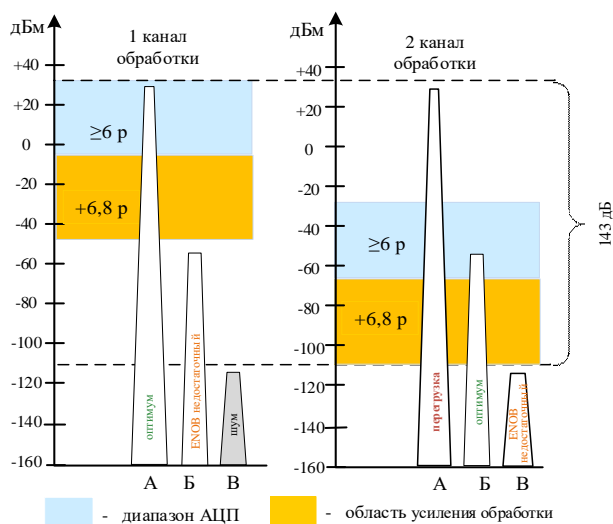 дБм
1 канал
обработки
+40
+20
0
-20
-40
-60
-80
-100
-120
-140
-160
≥6 р
+6,8 р
оптимум
ENOB недостаточный
шум
А
Б
В
дБм
2 канал
обработки
+40
+20
0
-20
-40
-60
-80
-100
-120
-140
-160
≥6 р
+6,8 р
перегрузка
оптимум
ENOB
недостаточный
А
Б
В
143 дБ
- диапазон АЦП
- область усиления обработки